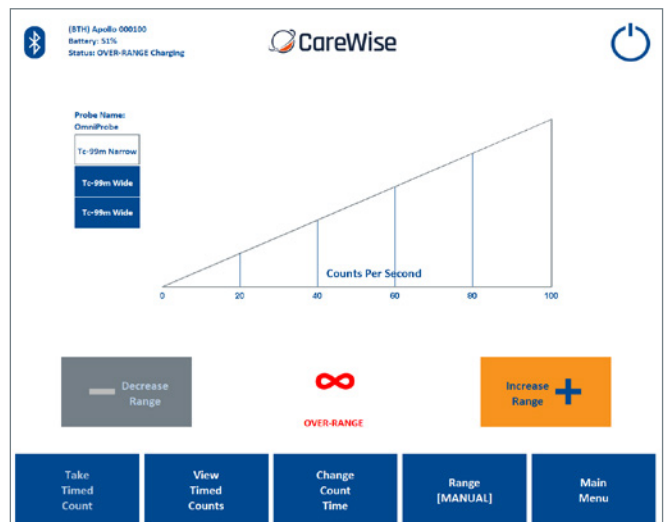 (BTH) Apollo 000100
Battery: 51%
Status: OVER-RANGE Charging
CareWise
Probe Name:
OmniProbe
Tc-99m Narrow
Tc-99m Wide
Tc-99m Wide
Counts Per Second
0 20 40 60 80 100
Decrease
Range
∞
OVER-RANGE
Increase
Range
Take
Timed
Count
View
Timed
Counts
Change
Count
Time
Range
[MANUAL]
Main
Menu